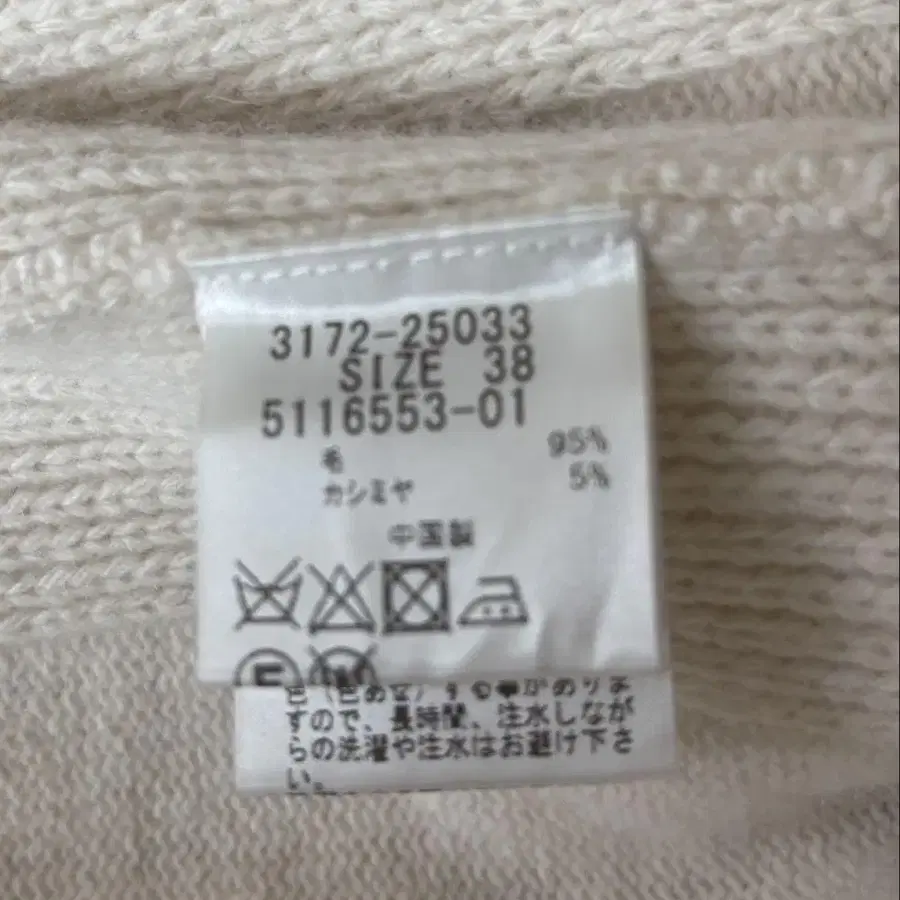 3172-25033
SIZE 38
5116553-01
毛 95%
カシミヤ 5%
中国製
すので、長時間、注水しなが
らの洗濯や注水はお避け下さ
い。